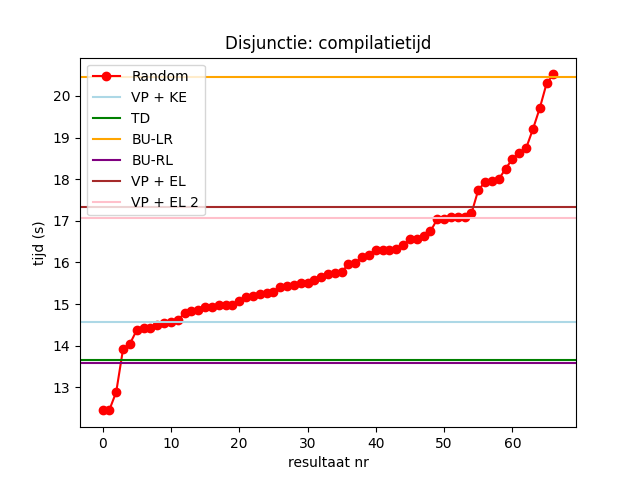 Disjunctie: compilatietijd
Random
VP + KE
TD
BU-LR
BU-RL
VP + EL
VP + EL 2
tijd (s)
20
19
18
17
16
15
14
13
0 10 20 30 40 50 60
resultaat nr